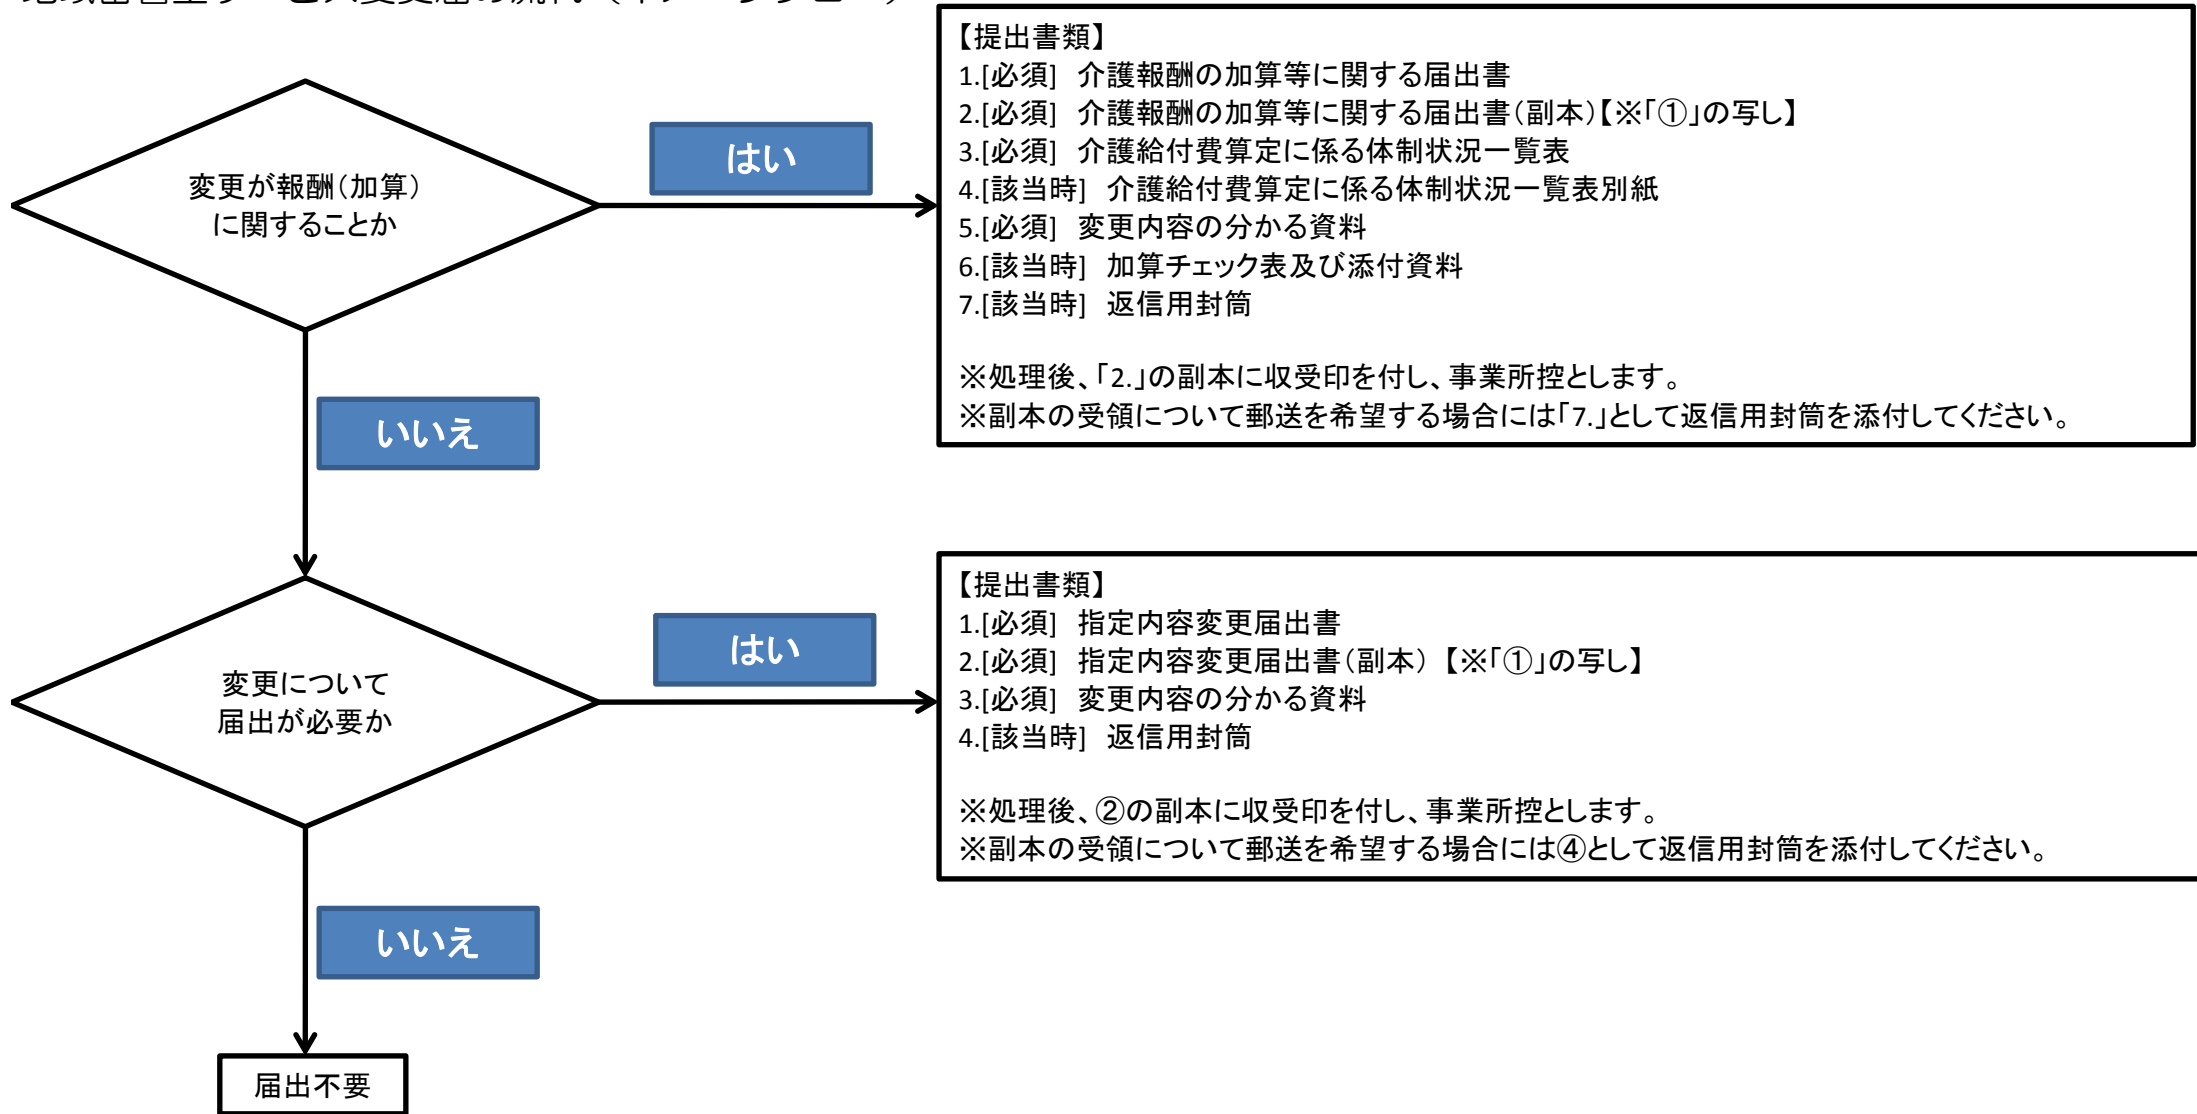 変更が報酬（加算）
に関することか
はい
【提出書類】
1.[必須] 介護報酬の加算等に関する届出書
2.[必須] 介護報酬の加算等に関する届出書（副本）【※「①」の写し】
3.[必須] 介護給付費算定に係る体制状況一覧表
4.[該当時] 介護給付費算定に係る体制状況一覧表別紙
5.[必須] 変更内容の分かる資料
6.[該当時] 加算チェック表及び添付資料
7.[該当時] 返信用封筒
※処理後、「2.」の副本に収受印を付し、事業所控とします。
※副本の受領について郵送を希望する場合には「7.」として返信用封筒を添付してください。
いいえ
変更について
届出が必要か
はい
【提出書類】
1.[必須] 指定内容変更届出書
2.[必須] 指定内容変更届出書（副本）【※「①」の写し】
3.[必須] 変更内容の分かる資料
4.[該当時] 返信用封筒
※処理後、②の副本に収受印を付し、事業所控とします。
※副本の受領について郵送を希望する場合には④として返信用封筒を添付してください。
いいえ
届出不要